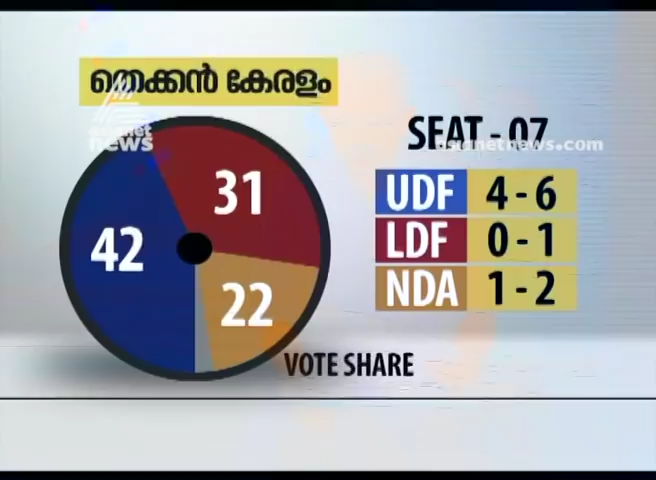 തെക്കൻ കേരളം
asianet
news
SEAT - 07
asianetnews.com
UDF 4 - 6
LDF 0 - 1
NDA 1 - 2
42
31
22
VOTE SHARE